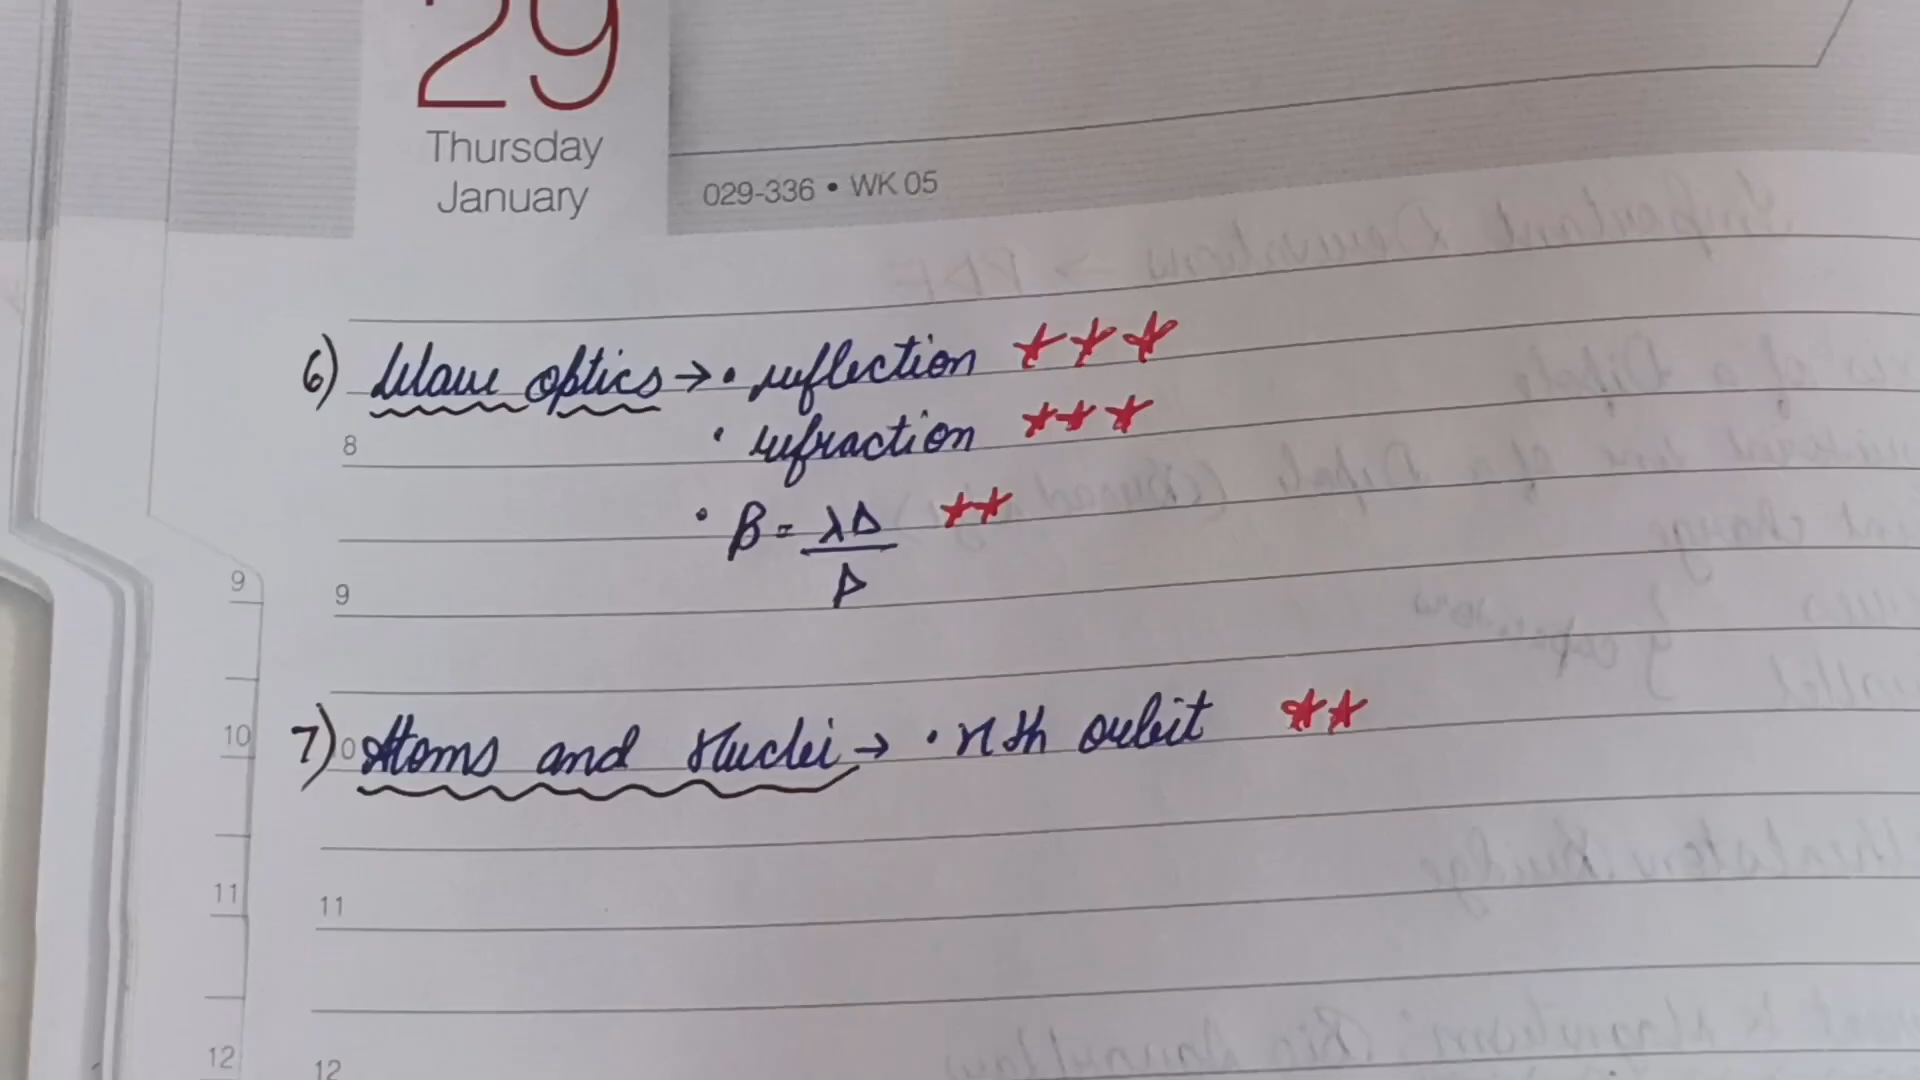 29
Thursday
January
029-336 • WK 05
6) Wave optics → • reflection ★★★
• refraction ★★★
• β = λD / d ★★
7) Atoms and Nuclei → • nth orbit ★★
8
9
9
10
11
11
12
12